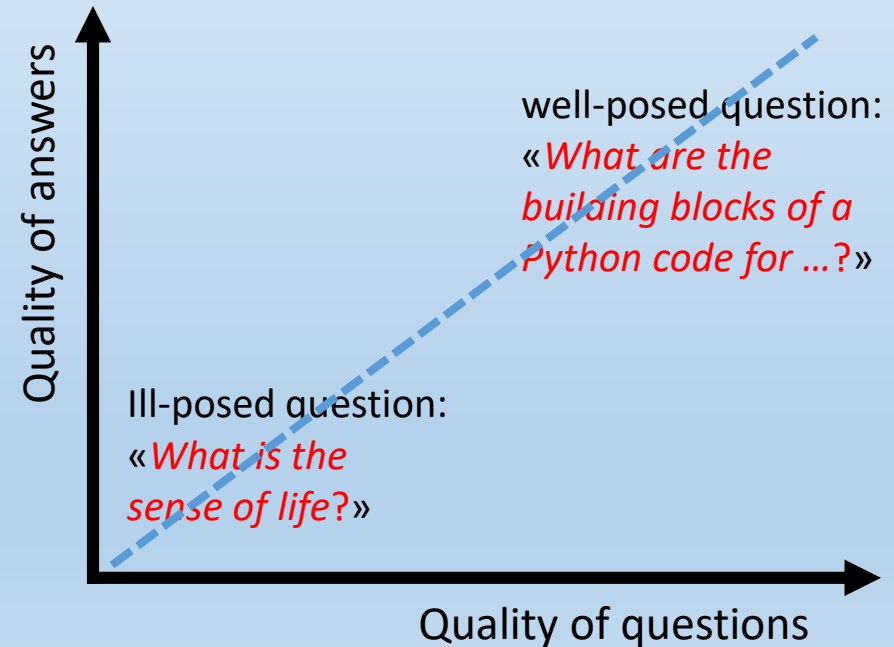 Quality of answers
well-posed question:
«What are the
building blocks of a
Python code for …?»
Ill-posed question:
«What is the
sense of life?»
Quality of questions